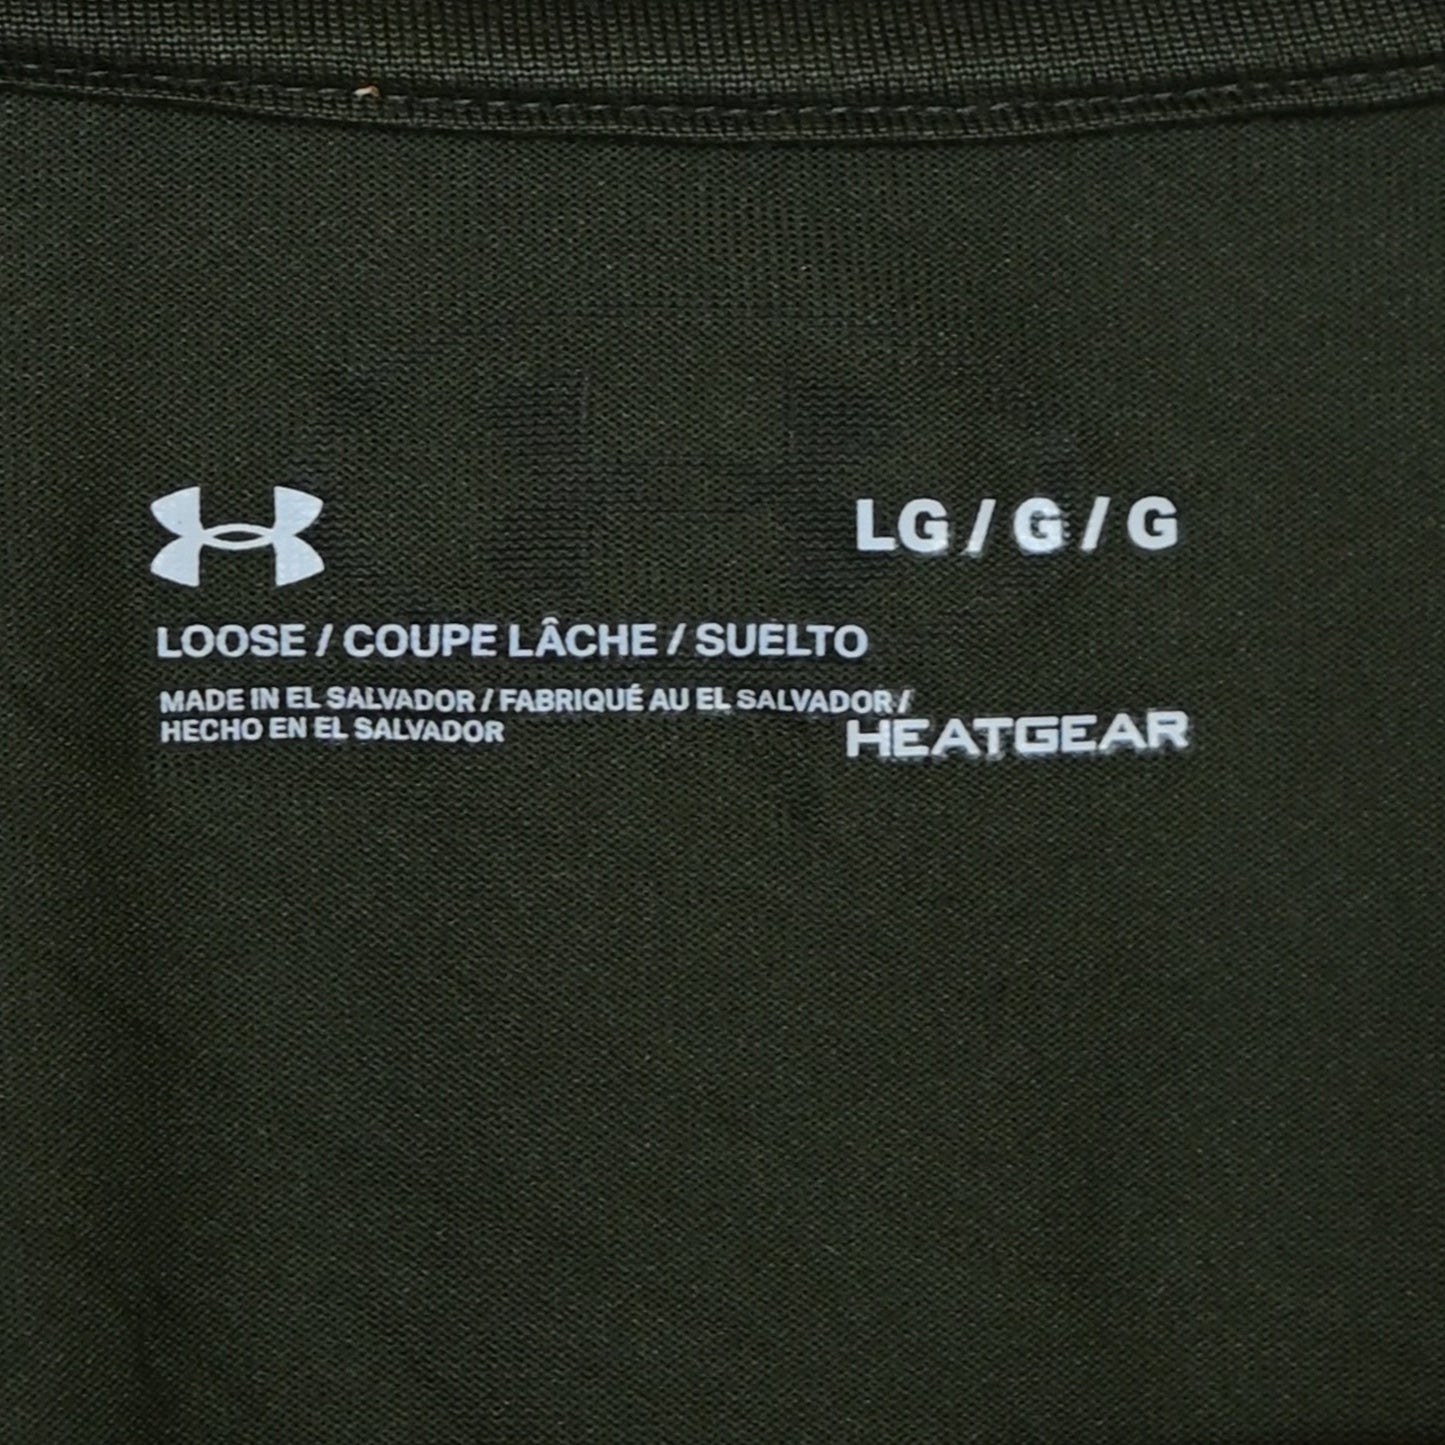 LG / G / G
LOOSE / COUPE LÂCHE / SUELTO
MADE IN EL SALVADOR / FABRIQUÉ AU EL SALVADOR /
HECHO EN EL SALVADOR
HEATGEAR